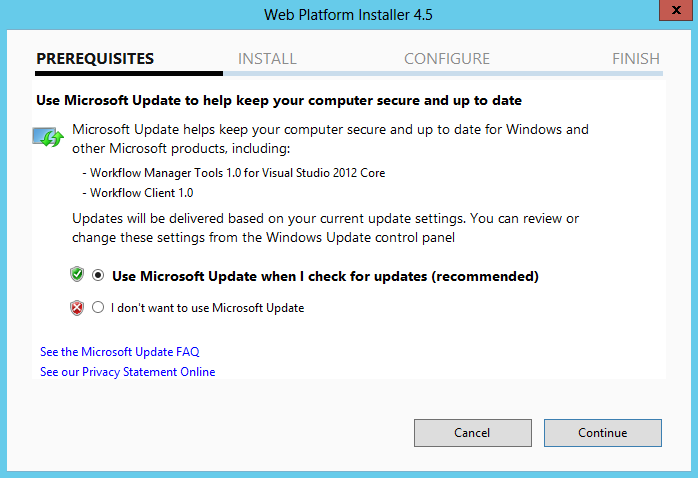 Web Platform Installer 4.5
x
PREREQUISITES INSTALL CONFIGURE FINISH
Use Microsoft Update to help keep your computer secure and up to date
Microsoft Update helps keep your computer secure and up to date for Windows and
other Microsoft products, including:
- Workflow Manager Tools 1.0 for Visual Studio 2012 Core
- Workflow Client 1.0
Updates will be delivered based on your current update settings. You can review or
change these settings from the Windows Update control panel
Use Microsoft Update when I check for updates (recommended)
I don't want to use Microsoft Update
See the Microsoft Update FAQ
See our Privacy Statement Online
Cancel Continue